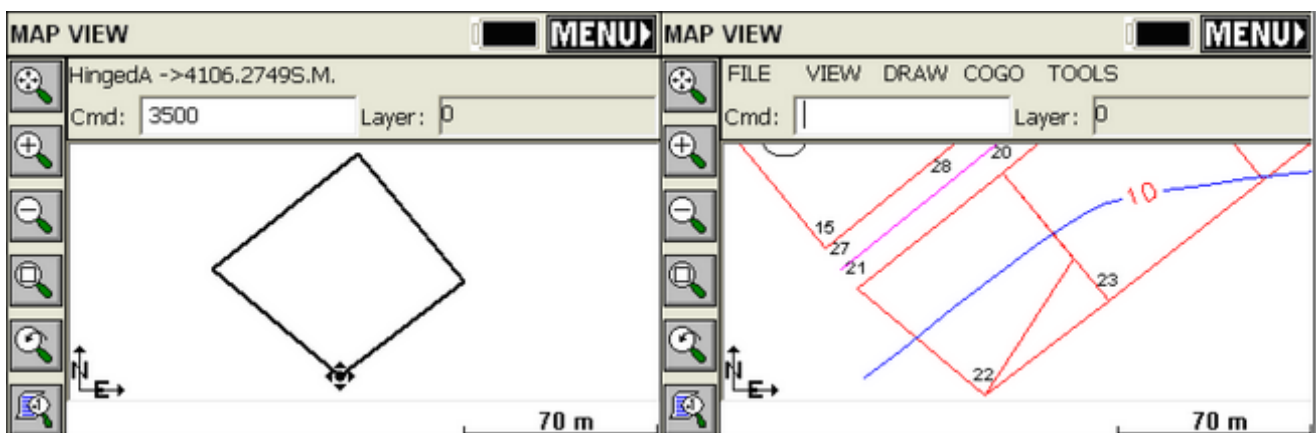 MAP VIEW
MENU
HingedA ->4106.2749S.M.
Cmd: 3500 Layer: 0
N
E
70 m
MAP VIEW
MENU
FILE VIEW DRAW COGO TOOLS
Cmd: Layer: 0
20
28
10
15
27
21
23
22
N
E
70 m